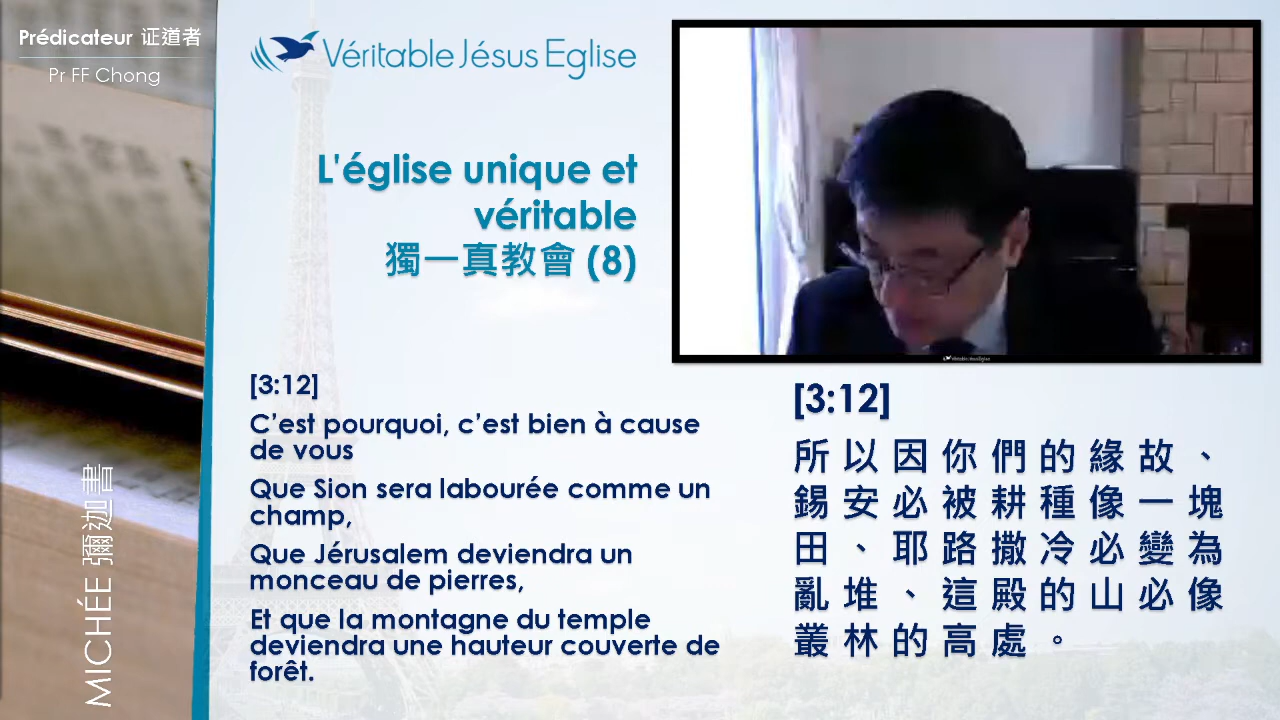 Prédicateur 证道者
Pr FF Chong
Véritable Jésus Eglise
L'église unique et
véritable
獨一真教會 (8)
[3:12]
C’est pourquoi, c’est bien à cause
de vous
Que Sion sera labourée comme un
champ,
Que Jérusalem deviendra un
monceau de pierres,
Et que la montagne du temple
deviendra une hauteur couverte de
forêt.
[3:12]
所以因你們的緣故、
錫安必被耕種像一塊
田、耶路撒冷必變為
亂堆、這殿的山必像
叢林的高處。
MICHÉE 彌迦書
Véritable Jésus Eglise